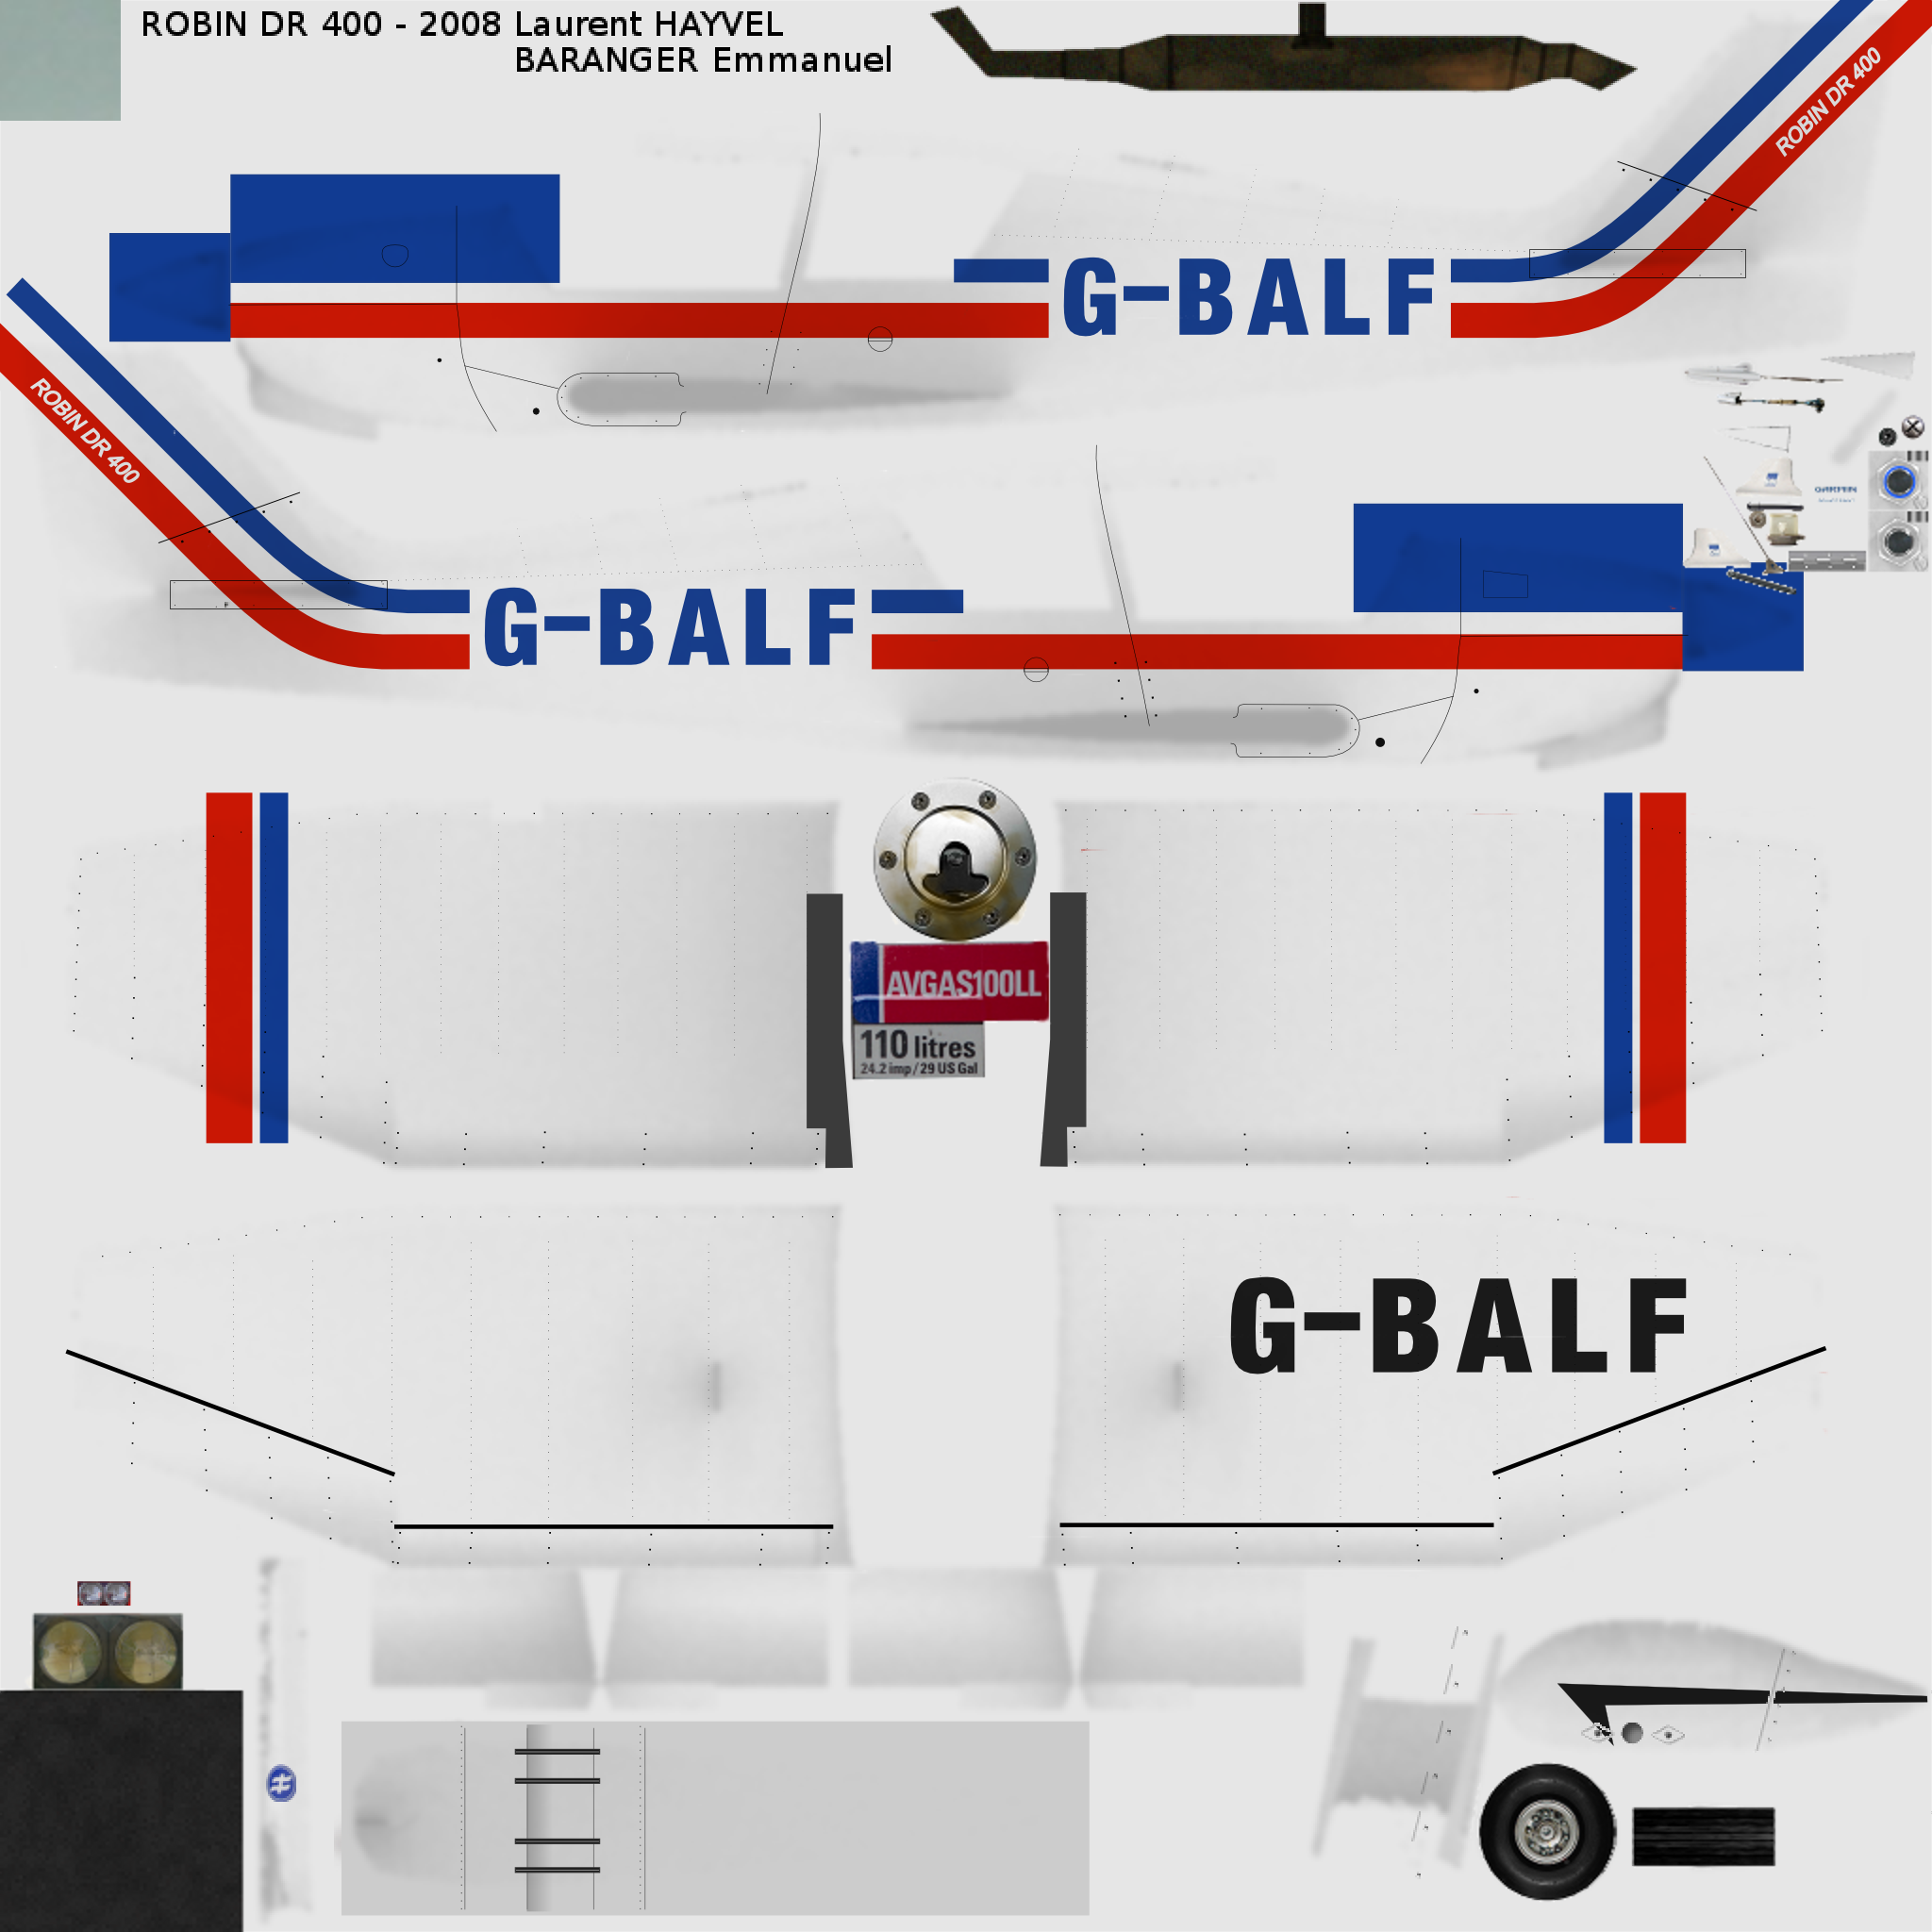 ROBIN DR 400 - 2008 Laurent HAYVEL
BARANGER Emmanuel
ROBIN DR 400
G-BALF
ROBIN DR 400
G-BALF
AVGAS100LL
110 litres
24.2 imp/29 US Gal
G-BALF